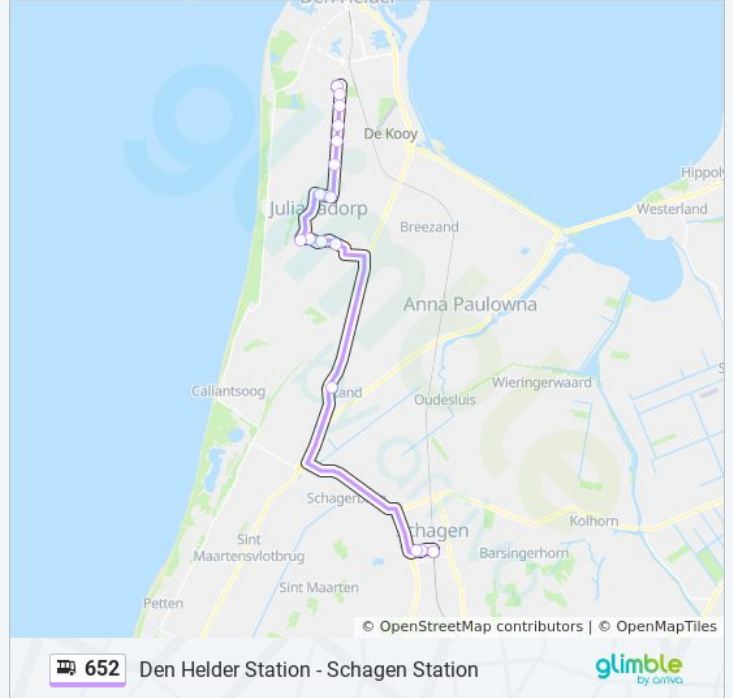 Den Helder
De Kooy
Julianadorp
Westerland
Breezand
Anna Paulowna
Callantsoog
Wieringerwaard
Oudesluis
Schagen
Kolhorn
Sint
Maartensvlotbrug
Barsingerhorn
Sint Maarten
Petten
© OpenStreetMap contributors | © OpenMapTiles
652 Den Helder Station - Schagen Station
glimble
by arriva